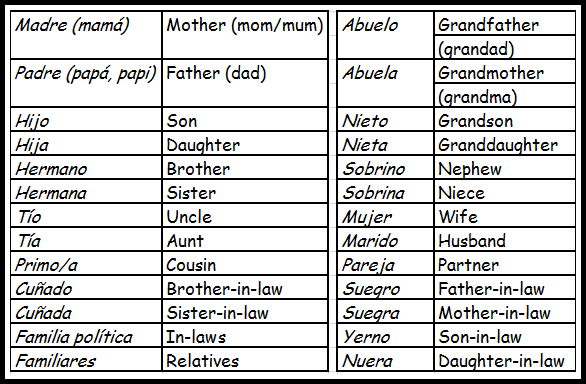 Madre (mamá) Mother (mom/mum) Abuelo Grandfather
(grandad)
Padre (papá, papi) Father (dad) Abuela Grandmother
(grandma)
Hijo Son Nieto Grandson
Hija Daughter Nieta Granddaughter
Hermano Brother Sobrino Nephew
Hermana Sister Sobrina Niece
Tío Uncle Mujer Wife
Tía Aunt Marido Husband
Primo/a Cousin Pareja Partner
Cuñado Brother-in-law Suegro Father-in-law
Cuñada Sister-in-law Suegra Mother-in-law
Familia política In-laws Yerno Son-in-law
Familiares Relatives Nuera Daughter-in-law